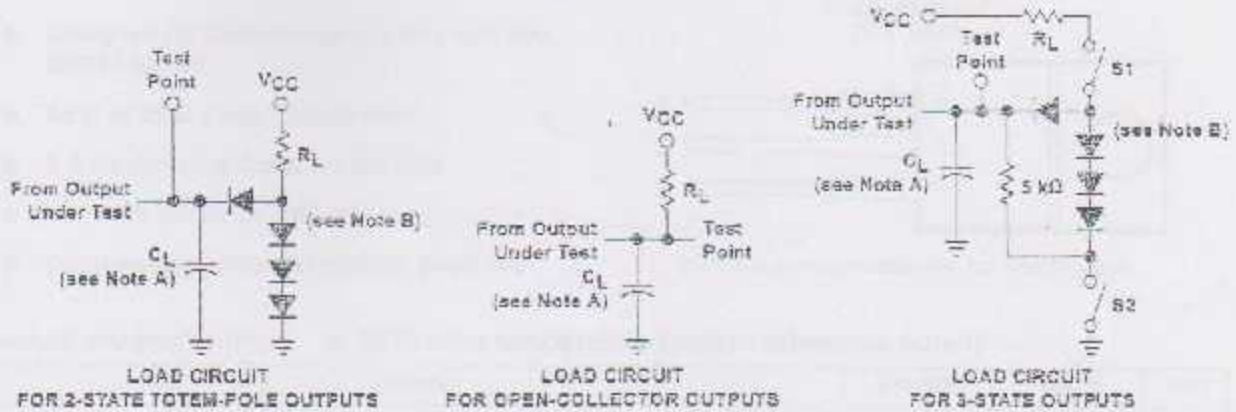 Test
Point
VCC
RL
From Output
Under Test
(see Note B)
CL
(see Note A)
LOAD CIRCUIT
FOR 2-STATE TOTEM-POLE OUTPUTS
VCC
RL
From Output
Under Test
Test
Point
CL
(see Note A)
LOAD CIRCUIT
FOR OPEN-COLLECTOR OUTPUTS
VCC
RL
Test
Point
S1
From Output
Under Test
(see Note B)
CL
(see Note A)
5 kΩ
S2
LOAD CIRCUIT
FOR 3-STATE OUTPUTS